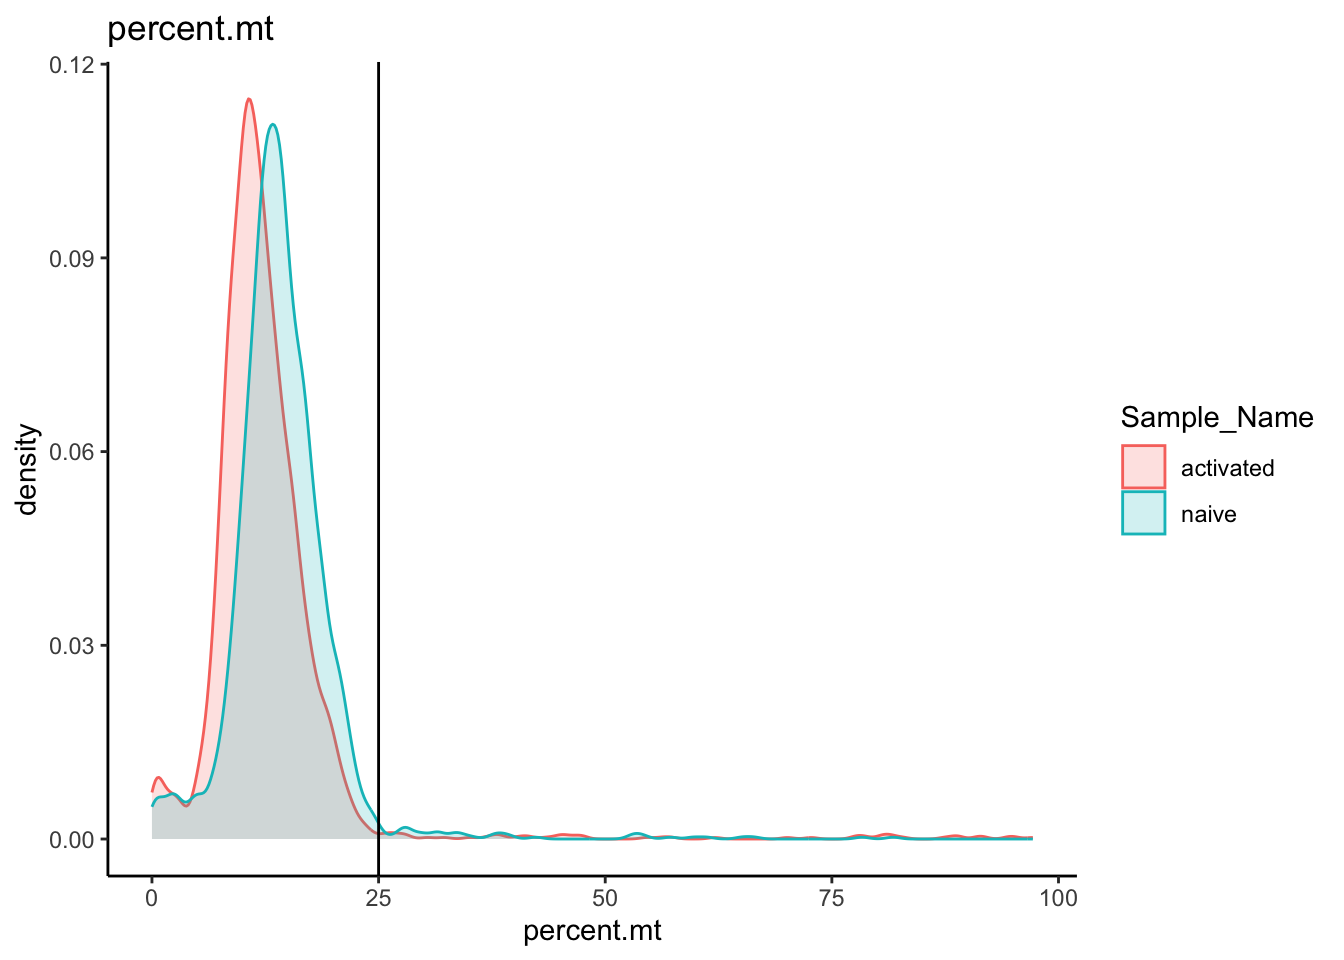 percent.mt
0.12
0.09
0.06
0.03
0.00
density
0 25 50 75 100
percent.mt
Sample_Name
activated
naive